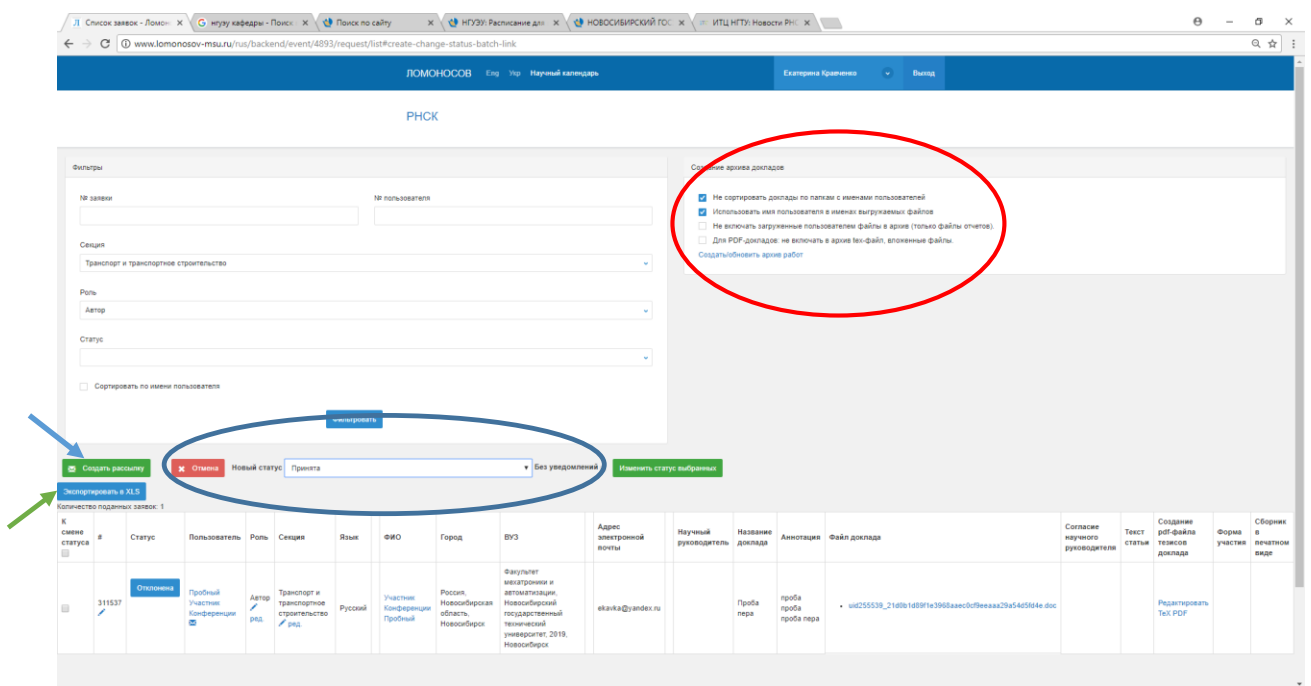 Список заявок - Ломон
нгузу кафедры - Поиск
Поиск по сайту
НГУЭУ: Расписание для
НОВОСИБИРСКИЙ ГОС
ИТЦ НГТУ: Новости РНС
www.lomonosov-msu.ru/rus/backend/event/4893/request/list#create-change-status-batch-link
ЛОМОНОСОВ Eng Укр Научный календарь
Екатерина Кравченко
Выход
РНСК
Фильтры
№ заявки
№ пользователя
Секция
Транспорт и транспортное строительство
Роль
Автор
Статус
Сортировать по имени пользователя
Фильтровать
Создание архива докладов
Не сортировать доклады по папкам с именами пользователей
Использовать имя пользователя в именах выгружаемых файлов
Не включать загруженные пользователем файлы в архив (только файлы отчетов).
Для PDF-докладов: не включать в архив tex-файл, вложенные файлы.
Создать/обновить архив работ
Создать рассылку
Отмена
Новый статус
Принята
Без уведомлений
Изменить статус выбранных
Экспортировать в XLS
Количество поданных заявок: 1
К смене статуса
#
Статус
Пользователь
Роль
Секция
Язык
ФИО
Город
ВУЗ
Адрес электронной почты
Научный руководитель
Название доклада
Аннотация
Файл доклада
Согласие научного руководителя
Текст статьи
Создание pdf-файла тезисов доклада
Форма участия
Сборник в печатном виде
311537
Отклонена
Пробный Участник Конференции
Автор
ред.
Транспорт и транспортное строительство
ред.
Русский
Участник Конференции Пробный
Россия, Новосибирская область, Новосибирск
Факультет мехатроники и автоматизации, Новосибирский государственный технический университет, 2019, Новосибирск
ekavka@yandex.ru
Проба пера
проба проба проба пера
Редактировать TeX PDF